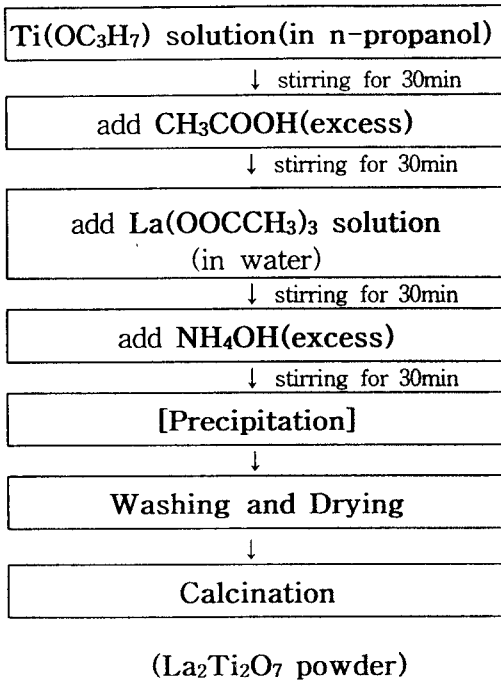 Ti(OC₃H₇) solution(in n-propanol)
↓ stirring for 30min
add CH₃COOH(excess)
↓ stirring for 30min
add La(OOCCH₃)₃ solution
(in water)
↓ stirring for 30min
add NH₄OH(excess)
↓ stirring for 30min
[Precipitation]
↓
Washing and Drying
↓
Calcination
(La₂Ti₂O₇ powder)